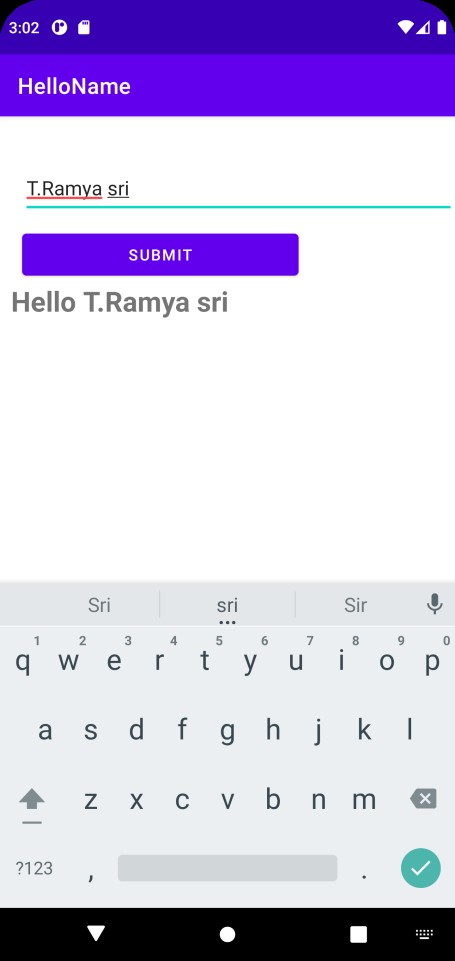 3:02
HelloName
T.Ramya sri
SUBMIT
Hello T.Ramya sri
Sri sri Sir
1 2 3 4 5 6 7 8 9 0
q w e r t y u i o p
a s d f g h j k l
z x c v b n m
?123 , .